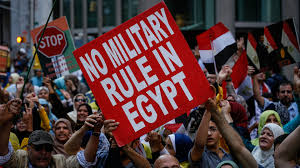 STOP
NO MILITARY
RULE IN
EGYPT